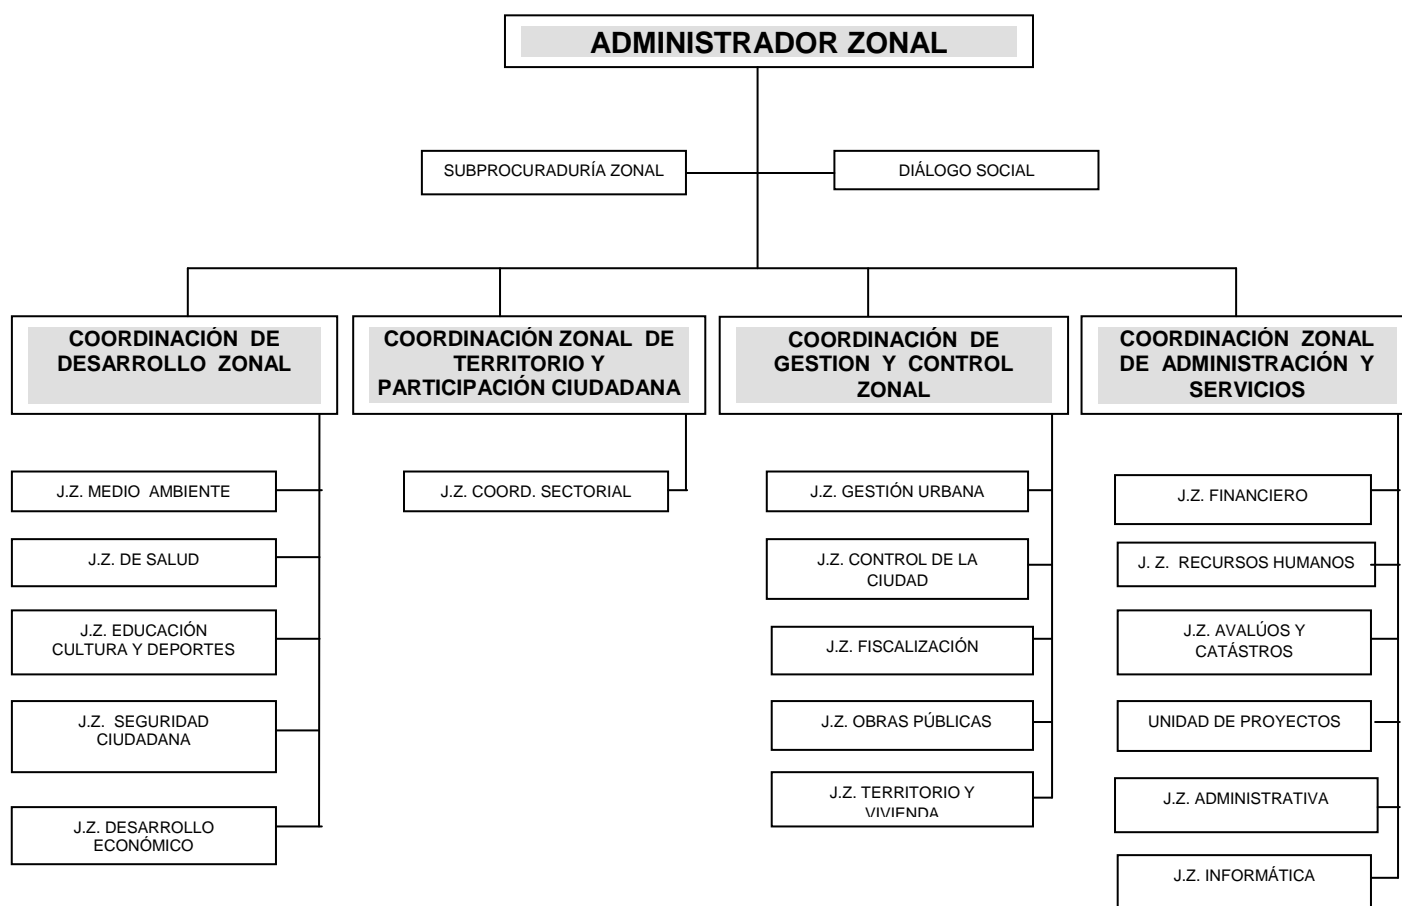 ADMINISTRADOR ZONAL
SUBPROCURADURÍA ZONAL
DIÁLOGO SOCIAL
COORDINACIÓN DE
DESARROLLO ZONAL
COORDINACIÓN ZONAL DE
TERRITORIO Y
PARTICIPACIÓN CIUDADANA
COORDINACIÓN DE
GESTION Y CONTROL
ZONAL
COORDINACIÓN ZONAL
DE ADMINISTRACIÓN Y
SERVICIOS
J.Z. MEDIO AMBIENTE
J.Z. DE SALUD
J.Z. EDUCACIÓN
CULTURA Y DEPORTES
J.Z. SEGURIDAD
CIUDADANA
J.Z. DESARROLLO
ECONÓMICO
J.Z. COORD. SECTORIAL
J.Z. GESTIÓN URBANA
J.Z. CONTROL DE LA
CIUDAD
J.Z. FISCALIZACIÓN
J.Z. OBRAS PÚBLICAS
J.Z. TERRITORIO Y
VIVIENDA
J.Z. FINANCIERO
J. Z. RECURSOS HUMANOS
J.Z. AVALÚOS Y
CATÁSTROS
UNIDAD DE PROYECTOS
J.Z. ADMINISTRATIVA
J.Z. INFORMÁTICA